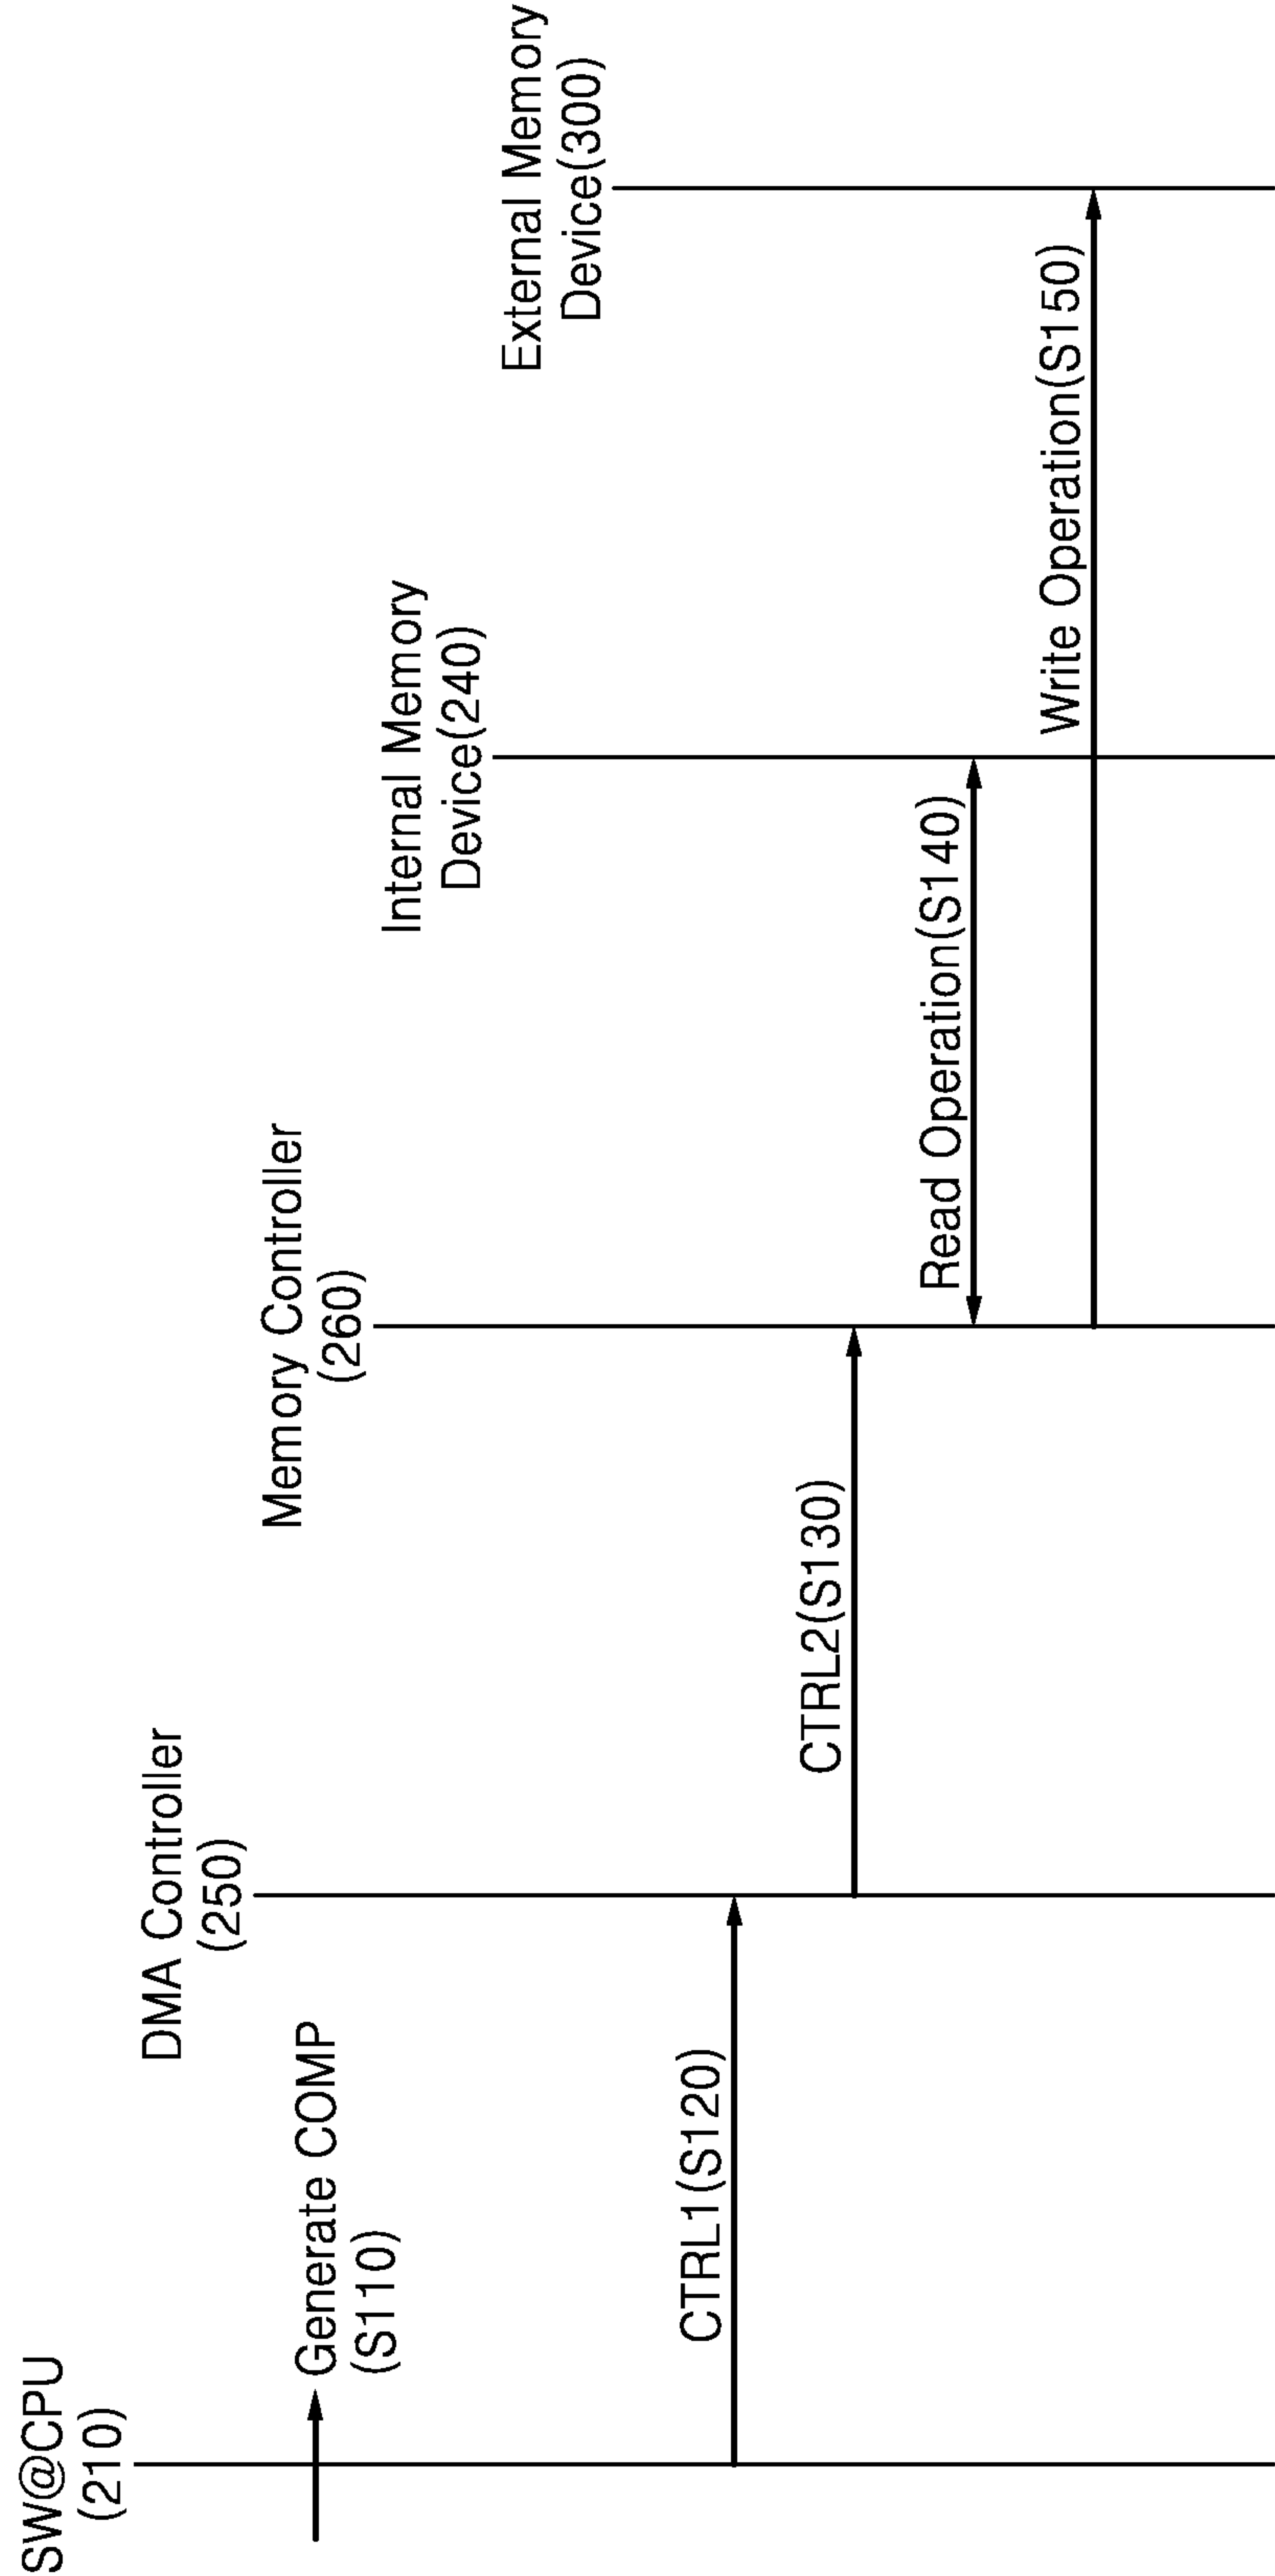 SW@CPU
(210)
DMA Controller
(250)
Memory Controller
(260)
Internal Memory
Device(240)
External Memory
Device(300)
Generate COMP
(S110)
CTRL1(S120)
CTRL2(S130)
Read Operation(S140)
Write Operation(S150)